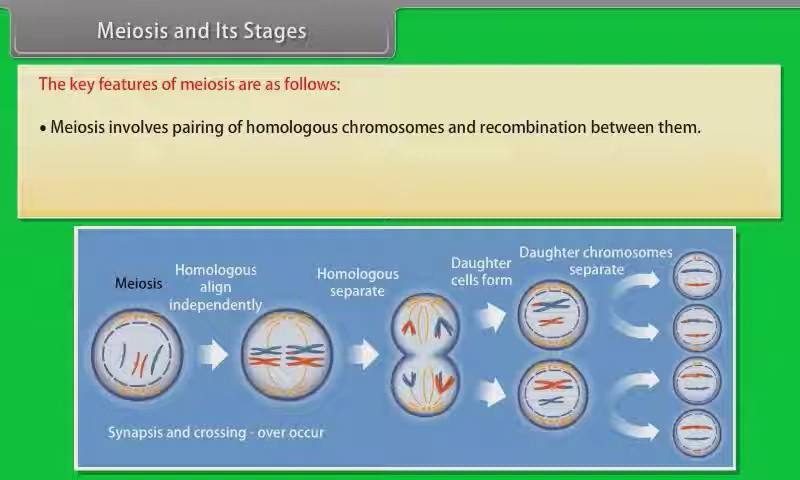 Meiosis and Its Stages
The key features of meiosis are as follows:
• Meiosis involves pairing of homologous chromosomes and recombination between them.
Meiosis
Homologous
align
independently
Homologous
separate
Daughter
cells form
Daughter chromosomes
separate
Synapsis and crossing - over occur